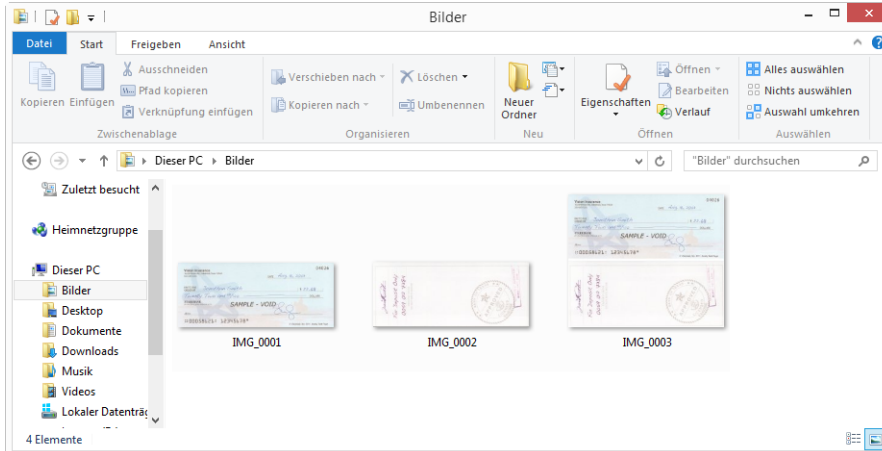 Bilder
Datei Start Freigeben Ansicht
Kopieren Einfügen Ausschneiden
Pfad kopieren
Verknüpfung einfügen
Verschieben nach
Kopieren nach
Löschen
Umbenennen
Neuer
Ordner
Eigenschaften
Öffnen
Bearbeiten
Verlauf
Alles auswählen
Nichts auswählen
Auswahl umkehren
Zwischenablage Organisieren Neu Öffnen Auswählen
Dieser PC Bilder "Bilder" durchsuchen
Zuletzt besucht
Heimnetzgruppe
Dieser PC
Bilder
Desktop
Dokumente
Downloads
Musik
Videos
Lokaler
SAMPLE - VOID
SAMPLE - VOID
IMG_0001 IMG_0002 IMG_0003
4 Elemente